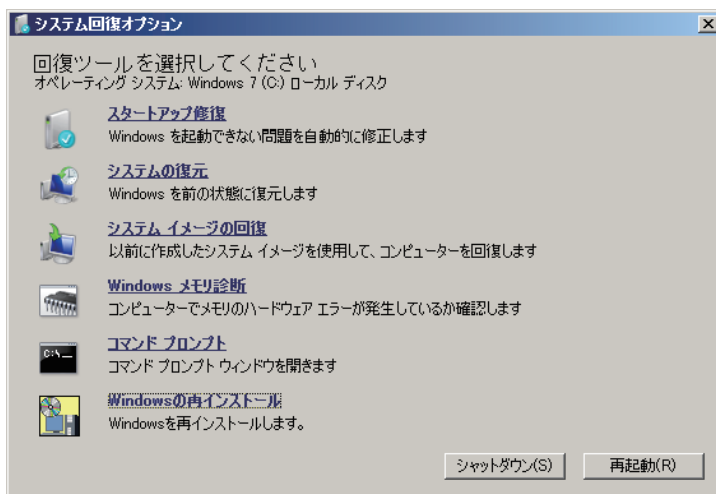 システム回復オプション
回復ツールを選択してください
オペレーティング システム: Windows 7 (C:) ローカル ディスク
スタートアップ修復
Windows を起動できない問題を自動的に修正します
システムの復元
Windows を前の状態に復元します
システム イメージの回復
以前に作成したシステム イメージを使用して、コンピューターを回復します
Windows メモリ診断
コンピューターでメモリのハードウェア エラーが発生しているか確認します
C:\_
コマンド プロンプト
コマンド プロンプト ウィンドウを開きます
Windowsの再インストール
Windowsを再インストールします。
シャットダウン(S)
再起動(R)